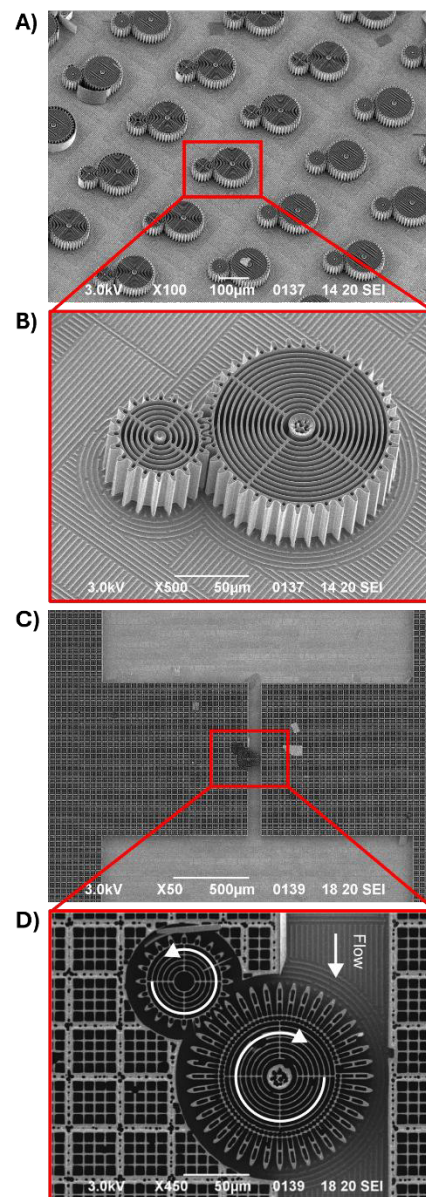 A)
3.0kV X100 100µm 0137 14 20 SEI
B)
3.0kV X500 50µm 0137 14 20 SEI
C)
3.0kV X50 500µm 0139 18 20 SEI
D)
Flow
3.0kV X450 50µm 0139 18 20 SEI